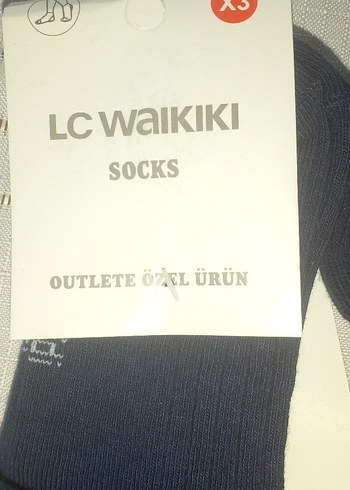 X3
LC WAIKIKI
SOCKS
OUTLETE ÖZEL ÜRÜN